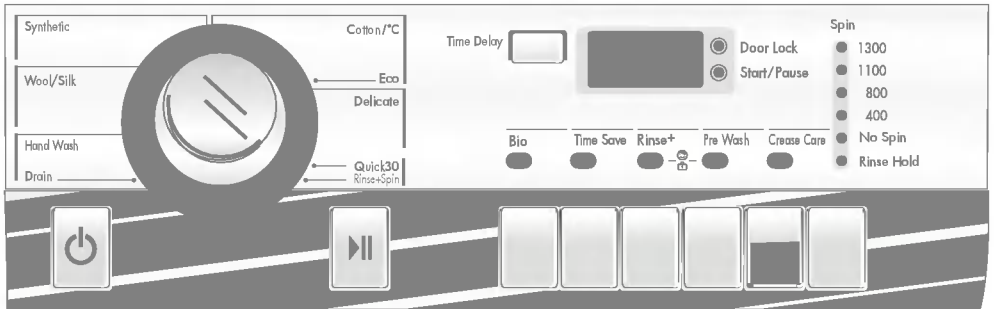 Synthetic
Cotton/°C
Wool/Silk
Eco
Delicate
Hand Wash
Quick30
Drain
Rinse+Spin
Time Delay
Door Lock
Start/Pause
Bio
Time Save
Rinse+
Pre Wash
Crease Care
Spin
1300
1100
800
400
No Spin
Rinse Hold